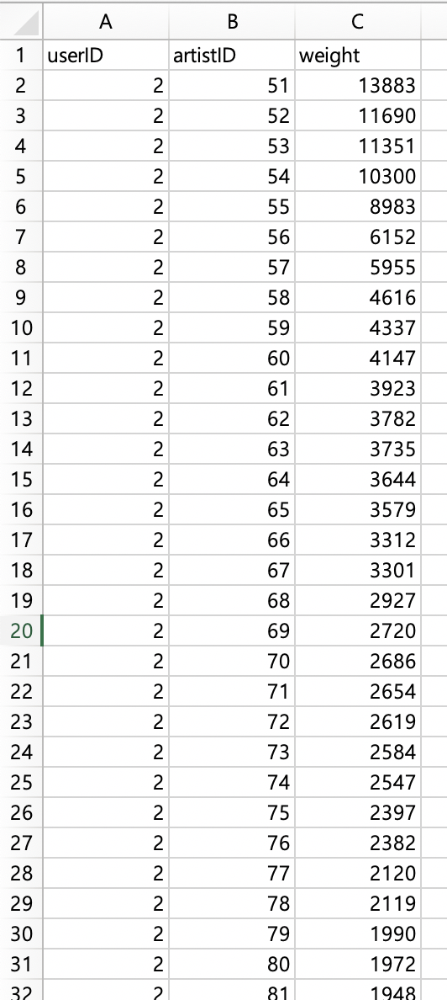 A B C
1 userID artistID weight
2 2 51 13883
3 2 52 11690
4 2 53 11351
5 2 54 10300
6 2 55 8983
7 2 56 6152
8 2 57 5955
9 2 58 4616
10 2 59 4337
11 2 60 4147
12 2 61 3923
13 2 62 3782
14 2 63 3735
15 2 64 3644
16 2 65 3579
17 2 66 3312
18 2 67 3301
19 2 68 2927
20 2 69 2720
21 2 70 2686
22 2 71 2654
23 2 72 2619
24 2 73 2584
25 2 74 2547
26 2 75 2397
27 2 76 2382
28 2 77 2120
29 2 78 2119
30 2 79 1990
31 2 80 1972
32 2 81 1948